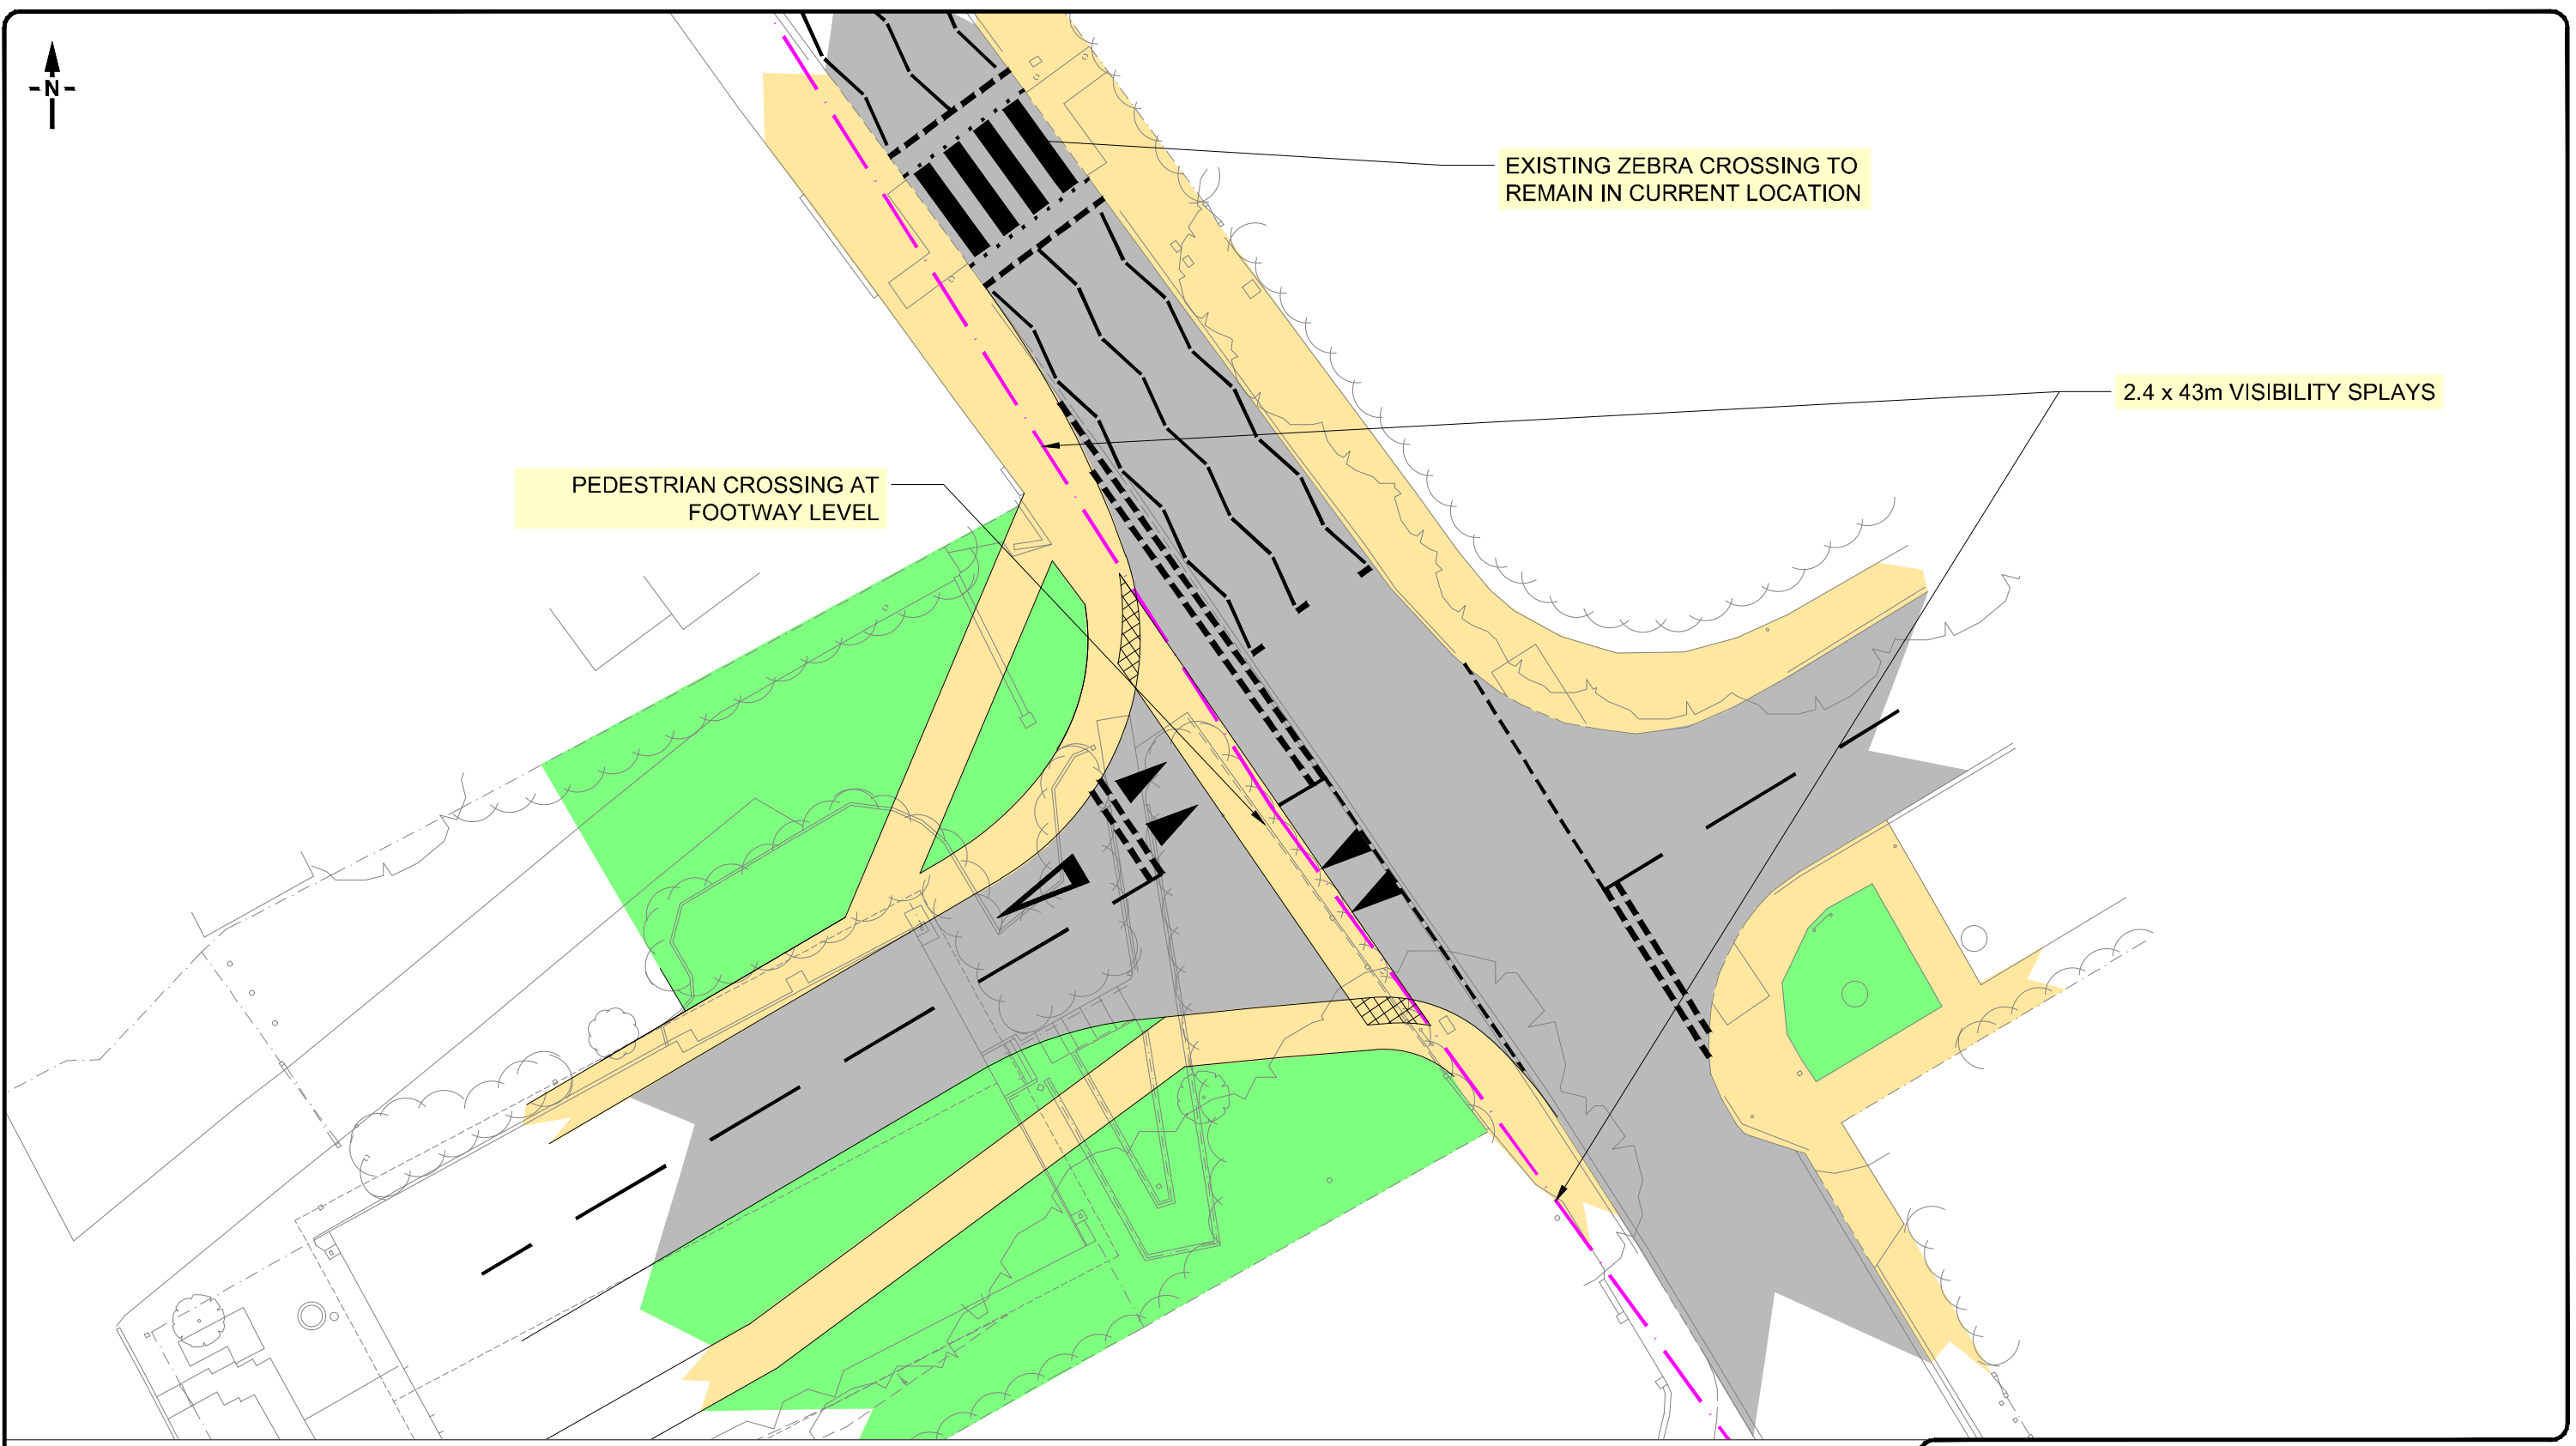 N
EXISTING ZEBRA CROSSING TO
REMAIN IN CURRENT LOCATION
2.4 x 43m VISIBILITY SPLAYS
PEDESTRIAN CROSSING AT
FOOTWAY LEVEL